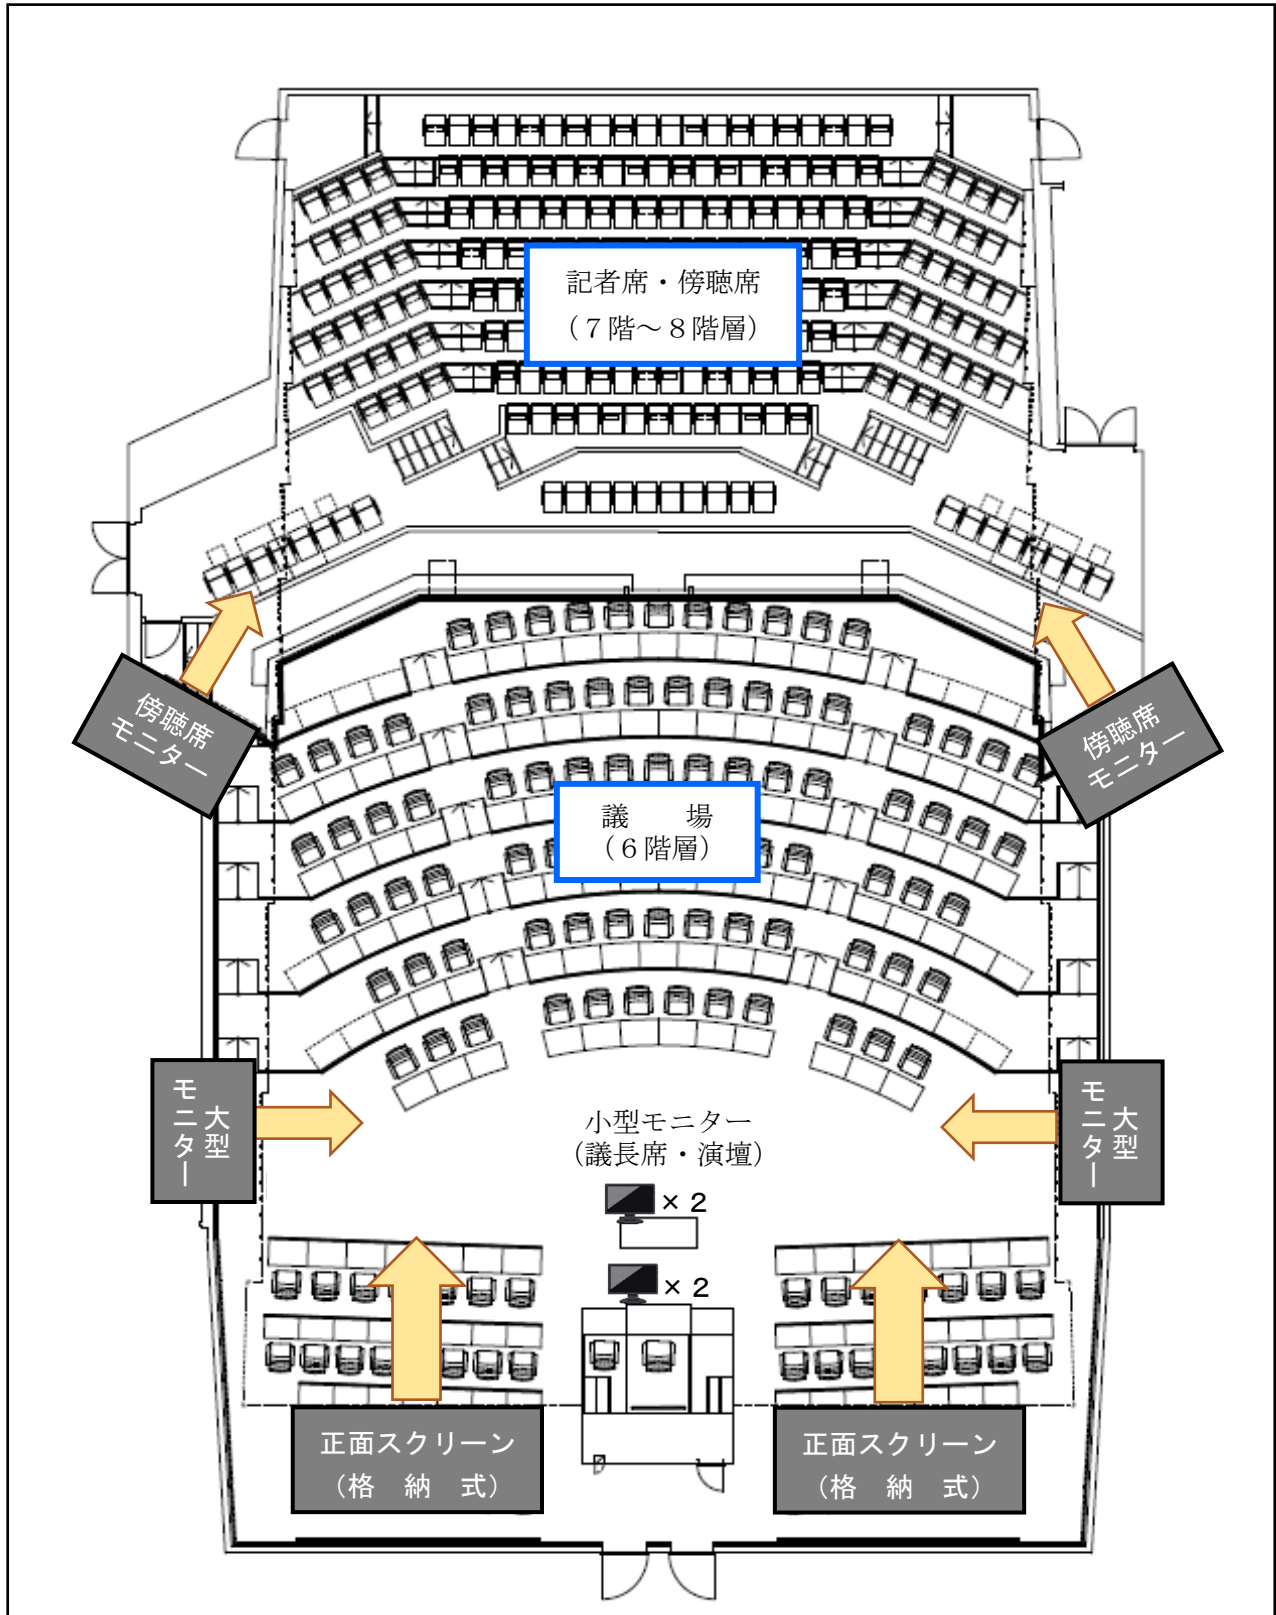 記者席・傍聴席
（７階～８階層）
傍聴席
モニター
傍聴席
モニター
議　　場
（６階層）
大型
モニター
大型
モニター
小型モニター
（議長席・演壇）
×２
×２
正面スクリーン
（格　納　式）
正面スクリーン
（格　納　式）